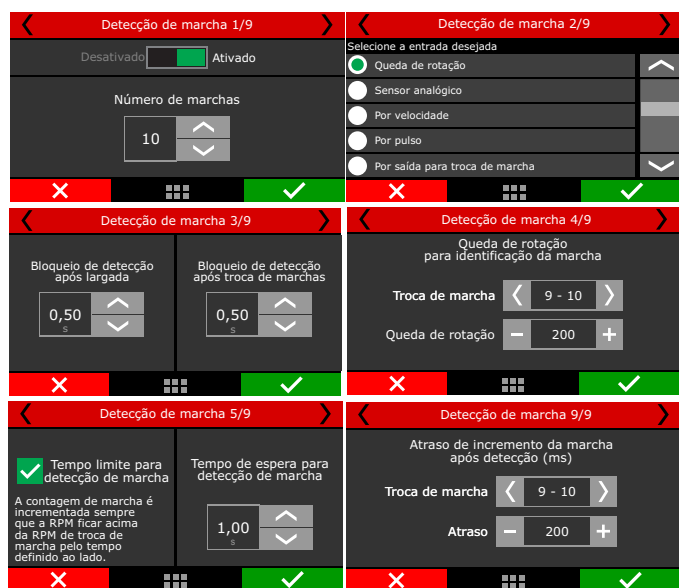 Detecção de marcha 1/9
Desativado Ativado
Número de marchas
10
Detecção de marcha 2/9
Selecione a entrada desejada
Queda de rotação
Sensor analógico
Por velocidade
Por pulso
Por saída para troca de marcha
Detecção de marcha 3/9
Bloqueio de detecção
após largada
0,50
s
Bloqueio de detecção
após troca de marchas
0,50
s
Detecção de marcha 4/9
Queda de rotação
para identificação da marcha
Troca de marcha 9 - 10
Queda de rotação 200
Detecção de marcha 5/9
Tempo limite para
detecção de marcha
A contagem de marcha é
incrementada sempre
que a RPM ficar acima
da RPM de troca de
marcha pelo tempo
definido ao lado.
Tempo de espera para
detecção de marcha
1,00
s
Detecção de marcha 9/9
Atraso de incremento da marcha
após detecção (ms)
Troca de marcha 9 - 10
Atraso 200